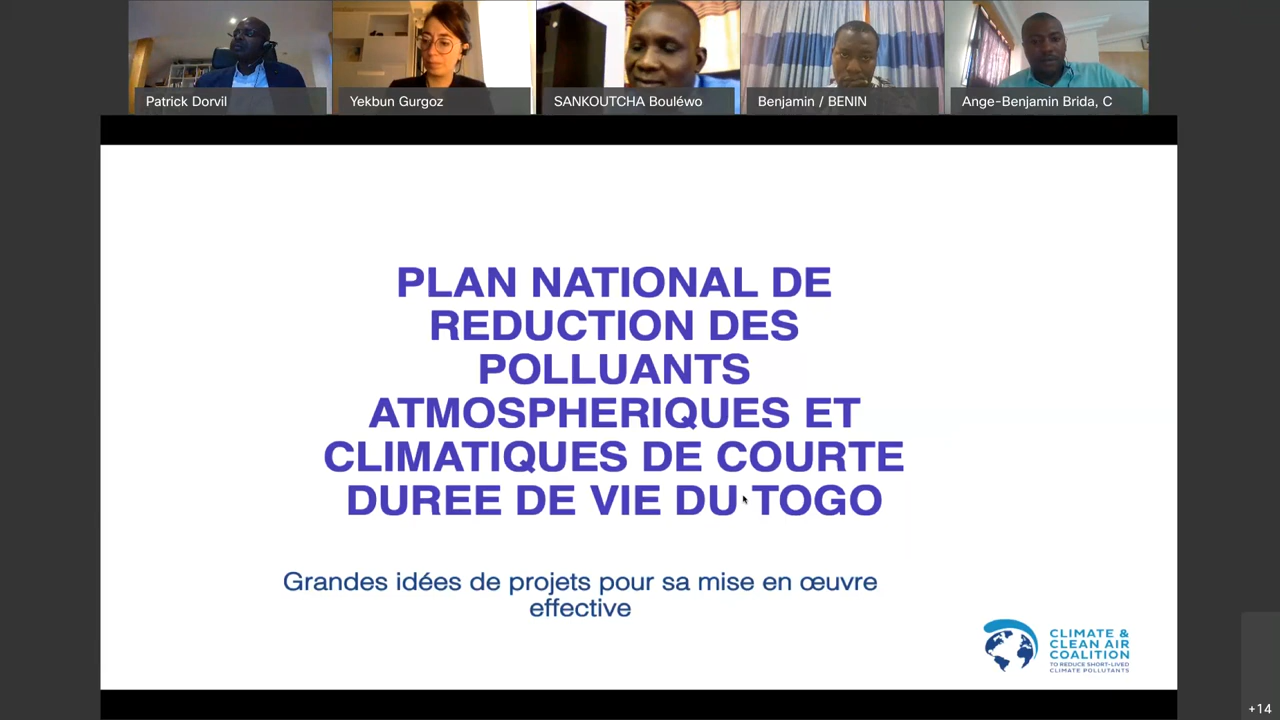 Patrick Dorvil
Yekbun Gurgoz
SANKOUTCHA Bouléwo
Benjamin / BENIN
Ange-Benjamin Brida, C
PLAN NATIONAL DE
REDUCTION DES
POLLUANTS
ATMOSPHERIQUES ET
CLIMATIQUES DE COURTE
DUREE DE VIE DU TOGO
Grandes idées de projets pour sa mise en œuvre
effective
CLIMATE &
CLEAN AIR
COALITION
TO REDUCE SHORT-LIVED
CLIMATE POLLUTANTS
+14